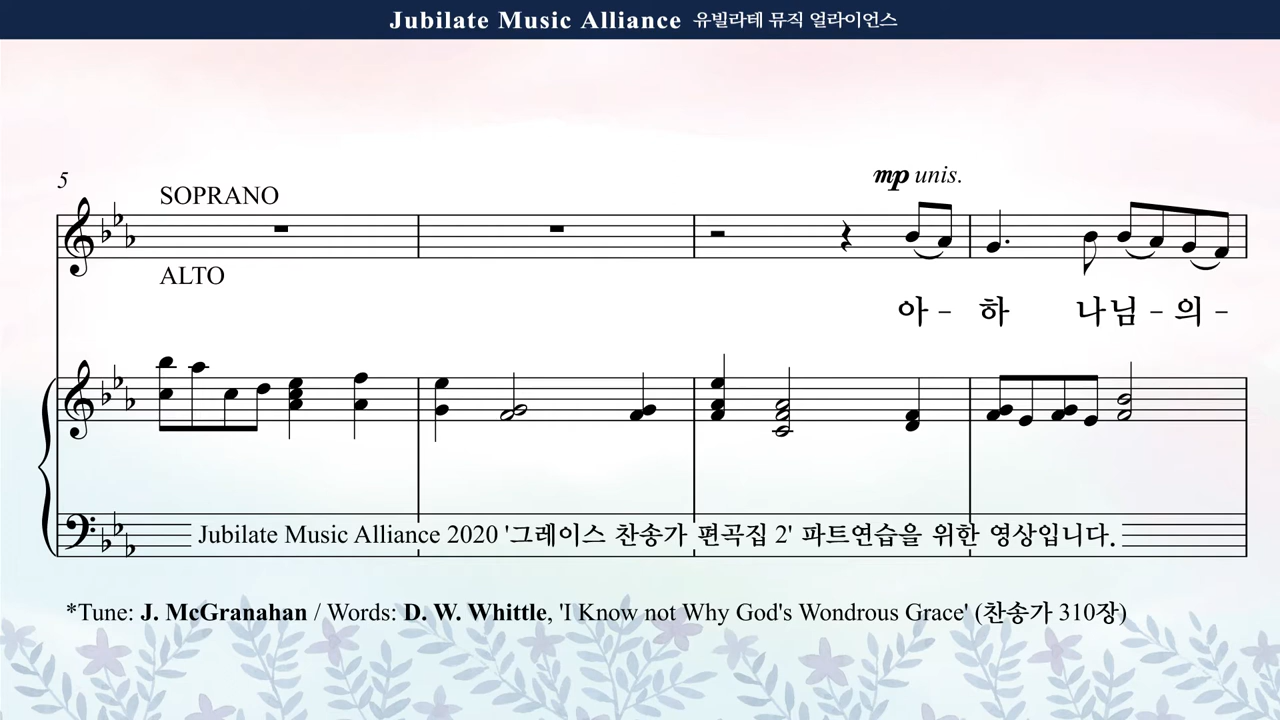 Jubilate Music Alliance 유빌라테 뮤직 얼라이언스
5
SOPRANO
mp unis.
ALTO
아 - 하 나님 - 의 -
Jubilate Music Alliance 2020 '그레이스 찬송가 편곡집 2' 파트연습을 위한 영상입니다.
*Tune: J. McGranahan / Words: D. W. Whittle, 'I Know not Why God's Wondrous Grace' (찬송가 310장)